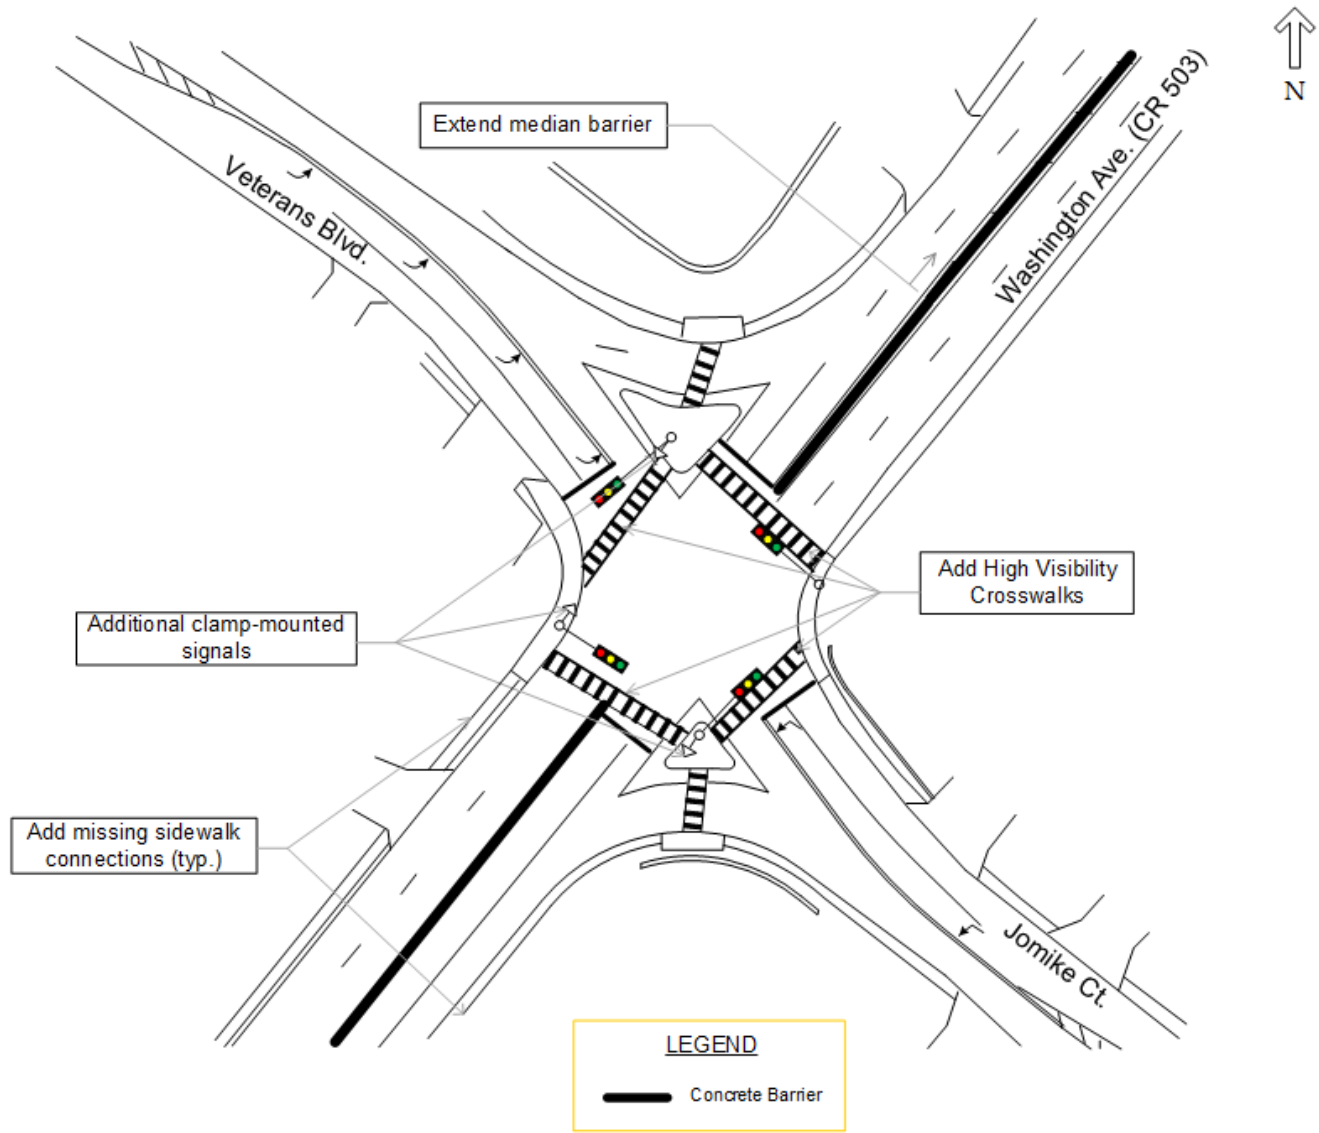 N
Extend median barrier
Washington Ave. (CR 503)
Veterans Blvd.
Add High Visibility
Crosswalks
Additional clamp-mounted
signals
Add missing sidewalk
connections (typ.)
Jomike Ct.
LEGEND
Concrete Barrier